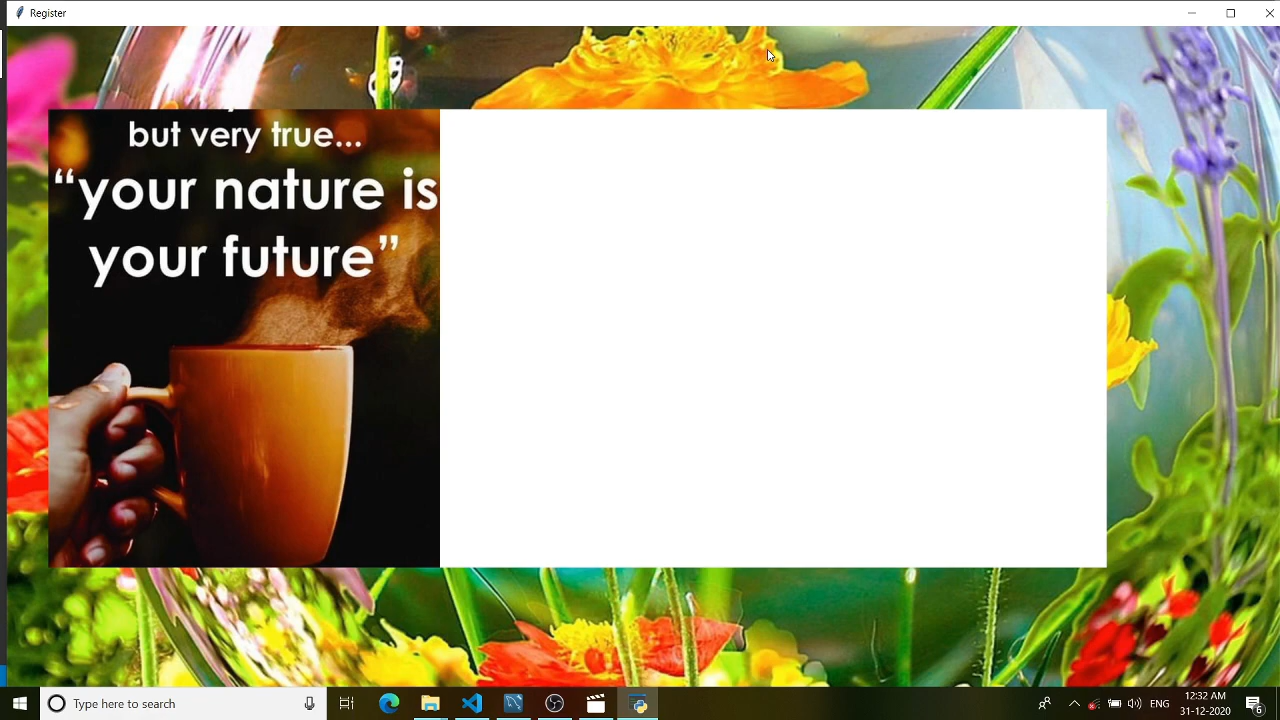 Register
but very true...
“your nature is
your future”
Type here to search
ENG
12:32 AM
31-12-2020
6